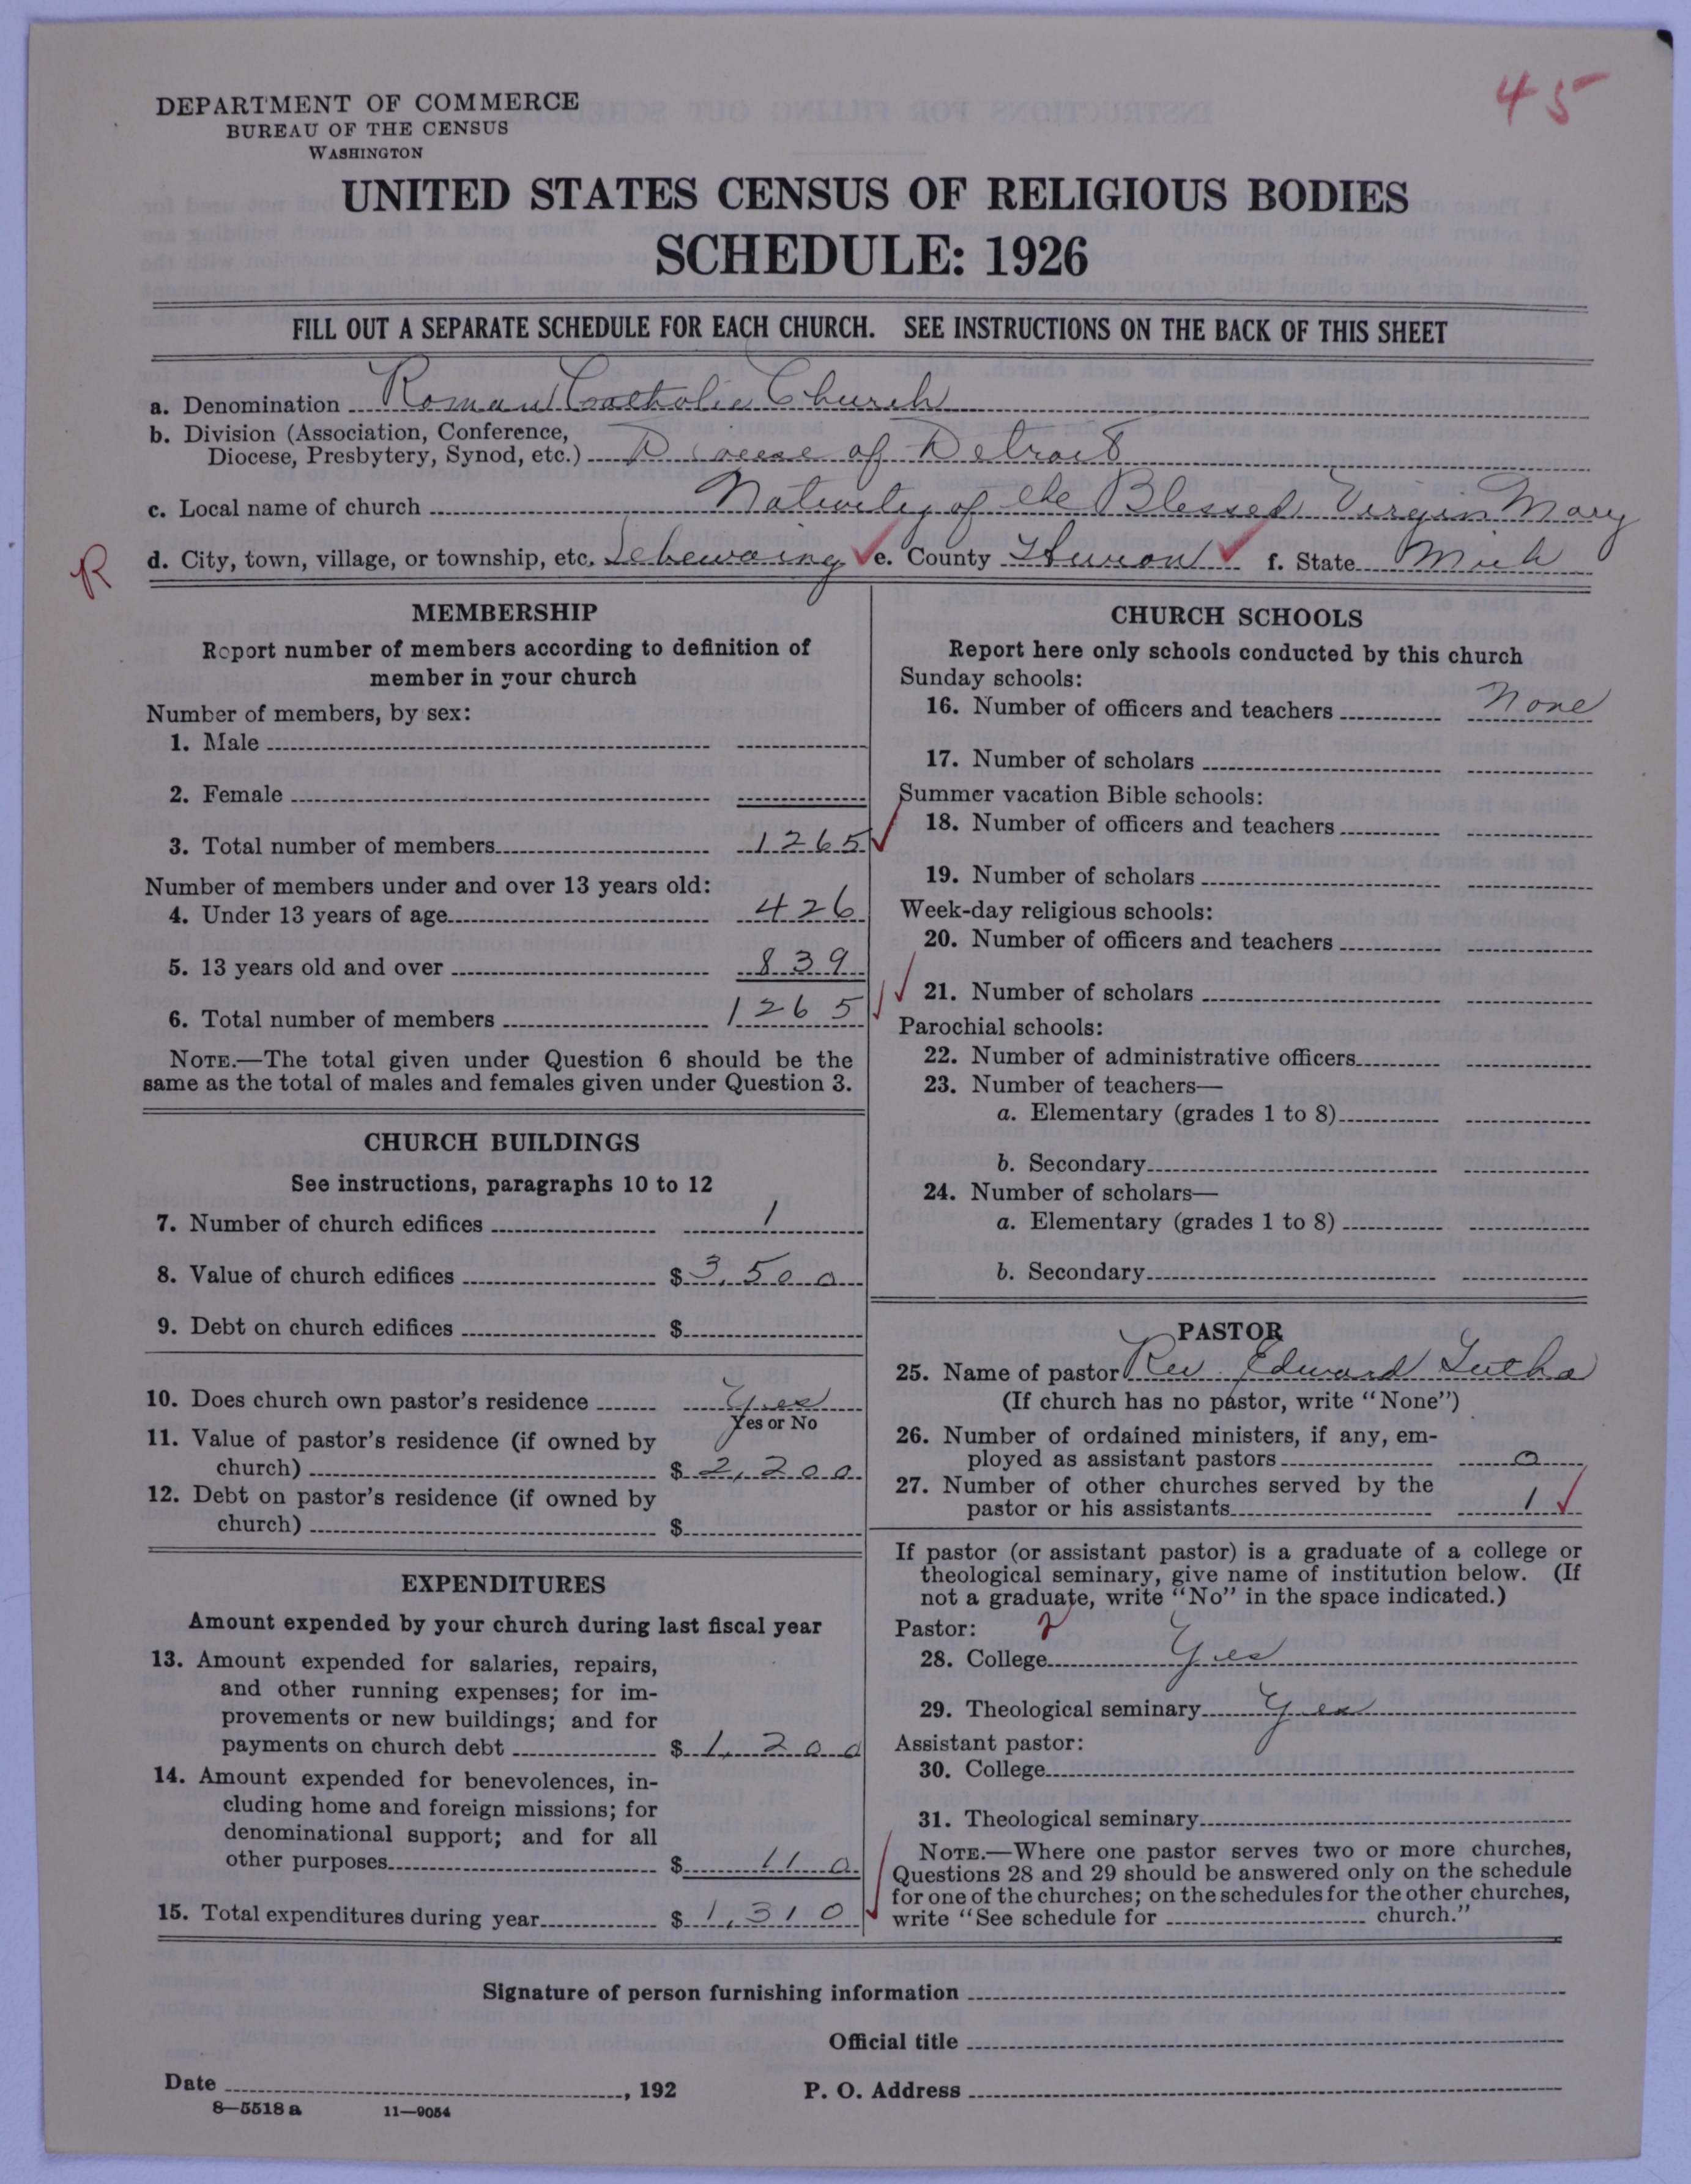 45
DEPARTMENT OF COMMERCE
BUREAU OF THE CENSUS
WASHINGTON
UNITED STATES CENSUS OF RELIGIOUS BODIES
SCHEDULE: 1926
FILL OUT A SEPARATE SCHEDULE FOR EACH CHURCH. SEE INSTRUCTIONS ON THE BACK OF THIS SHEET
a. Denomination Roman Catholic Church
b. Division (Association, Conference,
Diocese, Presbytery, Synod, etc.) Diocese of Detroit
c. Local name of church Nativity of the Blessed Virgin Mary
R d. City, town, village, or township, etc. Sebewaing e. County Huron f. State Mich
MEMBERSHIP
Report number of members according to definition of
member in your church
Number of members, by sex:
1. Male
2. Female
3. Total number of members 1265
Number of members under and over 13 years old:
4. Under 13 years of age 426
5. 13 years old and over 839
6. Total number of members 1265
NOTE.—The total given under Question 6 should be the
same as the total of males and females given under Question 3.
CHURCH BUILDINGS
See instructions, paragraphs 10 to 12
7. Number of church edifices 1
8. Value of church edifices $ 3,500
9. Debt on church edifices $
10. Does church own pastor's residence Yes
Yes or No
11. Value of pastor's residence (if owned by
church) $ 2,200
12. Debt on pastor's residence (if owned by
church) $
EXPENDITURES
Amount expended by your church during last fiscal year
13. Amount expended for salaries, repairs,
and other running expenses; for im-
provements or new buildings; and for
payments on church debt $ 1,200
14. Amount expended for benevolences, in-
cluding home and foreign missions; for
denominational support; and for all
other purposes $ 110
15. Total expenditures during year $ 1,310
CHURCH SCHOOLS
Report here only schools conducted by this church
Sunday schools:
16. Number of officers and teachers None
17. Number of scholars
Summer vacation Bible schools:
18. Number of officers and teachers
19. Number of scholars
Week-day religious schools:
20. Number of officers and teachers
21. Number of scholars
Parochial schools:
22. Number of administrative officers
23. Number of teachers—
a. Elementary (grades 1 to 8)
b. Secondary
24. Number of scholars—
a. Elementary (grades 1 to 8)
b. Secondary
PASTOR
25. Name of pastor Rev. Edward
(If church has no pastor, write "None")
26. Number of ordained ministers, if any, em-
ployed as assistant pastors 0
27. Number of other churches served by the
pastor or his assistants 1
If pastor (or assistant pastor) is a graduate of a college or
theological seminary, give name of institution below. (If
not a graduate, write "No" in the space indicated.)
Pastor: 2
28. College Yes
29. Theological seminary Yes
Assistant pastor:
30. College
31. Theological seminary
NOTE.—Where one pastor serves two or more churches,
Questions 28 and 29 should be answered only on the schedule
for one of the churches; on the schedules for the other churches,
write "See schedule for church."
Signature of person furnishing information
Official title
Date , 192 P. O. Address
8—5518 a 11—9054